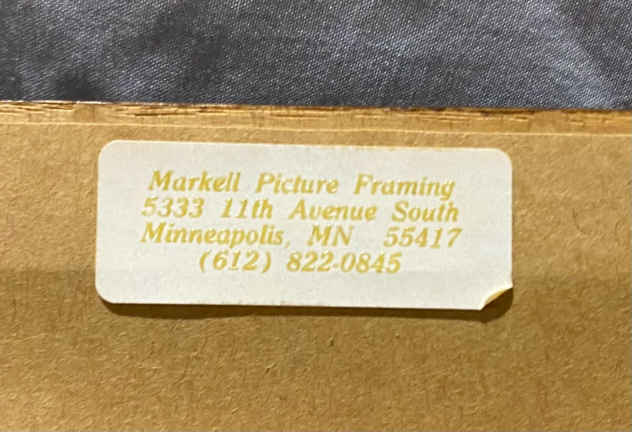 Markell Picture Framing
5333 11th Avenue South
Minneapolis, MN 55417
(612) 822-0845